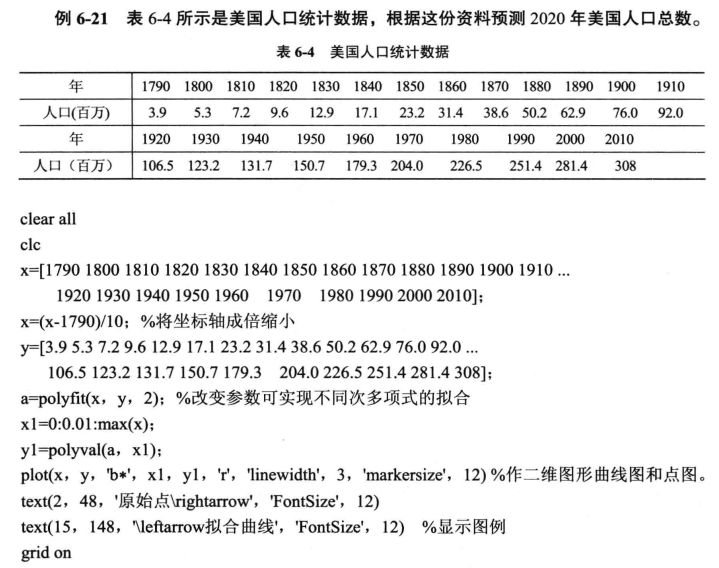 例 6-21 表 6-4 所示是美国人口统计数据，根据这份资料预测 2020 年美国人口总数。
表 6-4 美国人口统计数据
年 1790 1800 1810 1820 1830 1840 1850 1860 1870 1880 1890 1900 1910
人口(百万) 3.9 5.3 7.2 9.6 12.9 17.1 23.2 31.4 38.6 50.2 62.9 76.0 92.0
年 1920 1930 1940 1950 1960 1970 1980 1990 2000 2010
人口（百万） 106.5 123.2 131.7 150.7 179.3 204.0 226.5 251.4 281.4 308
clear all
clc
x=[1790 1800 1810 1820 1830 1840 1850 1860 1870 1880 1890 1900 1910 ...
1920 1930 1940 1950 1960 1970 1980 1990 2000 2010]；
x=(x-1790)/10；%将坐标轴成倍缩小
y=[3.9 5.3 7.2 9.6 12.9 17.1 23.2 31.4 38.6 50.2 62.9 76.0 92.0 ...
106.5 123.2 131.7 150.7 179.3 204.0 226.5 251.4 281.4 308]；
a=polyfit(x，y，2)；%改变参数可实现不同次多项式的拟合
x1=0:0.01:max(x)；
y1=polyval(a，x1)；
plot(x，y，'b*'，x1，y1，'r'，'linewidth'，3，'markersize'，12) %作二维图形曲线图和点图。
text(2，48，'原始点\rightarrow'，'FontSize'，12)
text(15，148，'\leftarrow拟合曲线'，'FontSize'，12) %显示图例
grid on